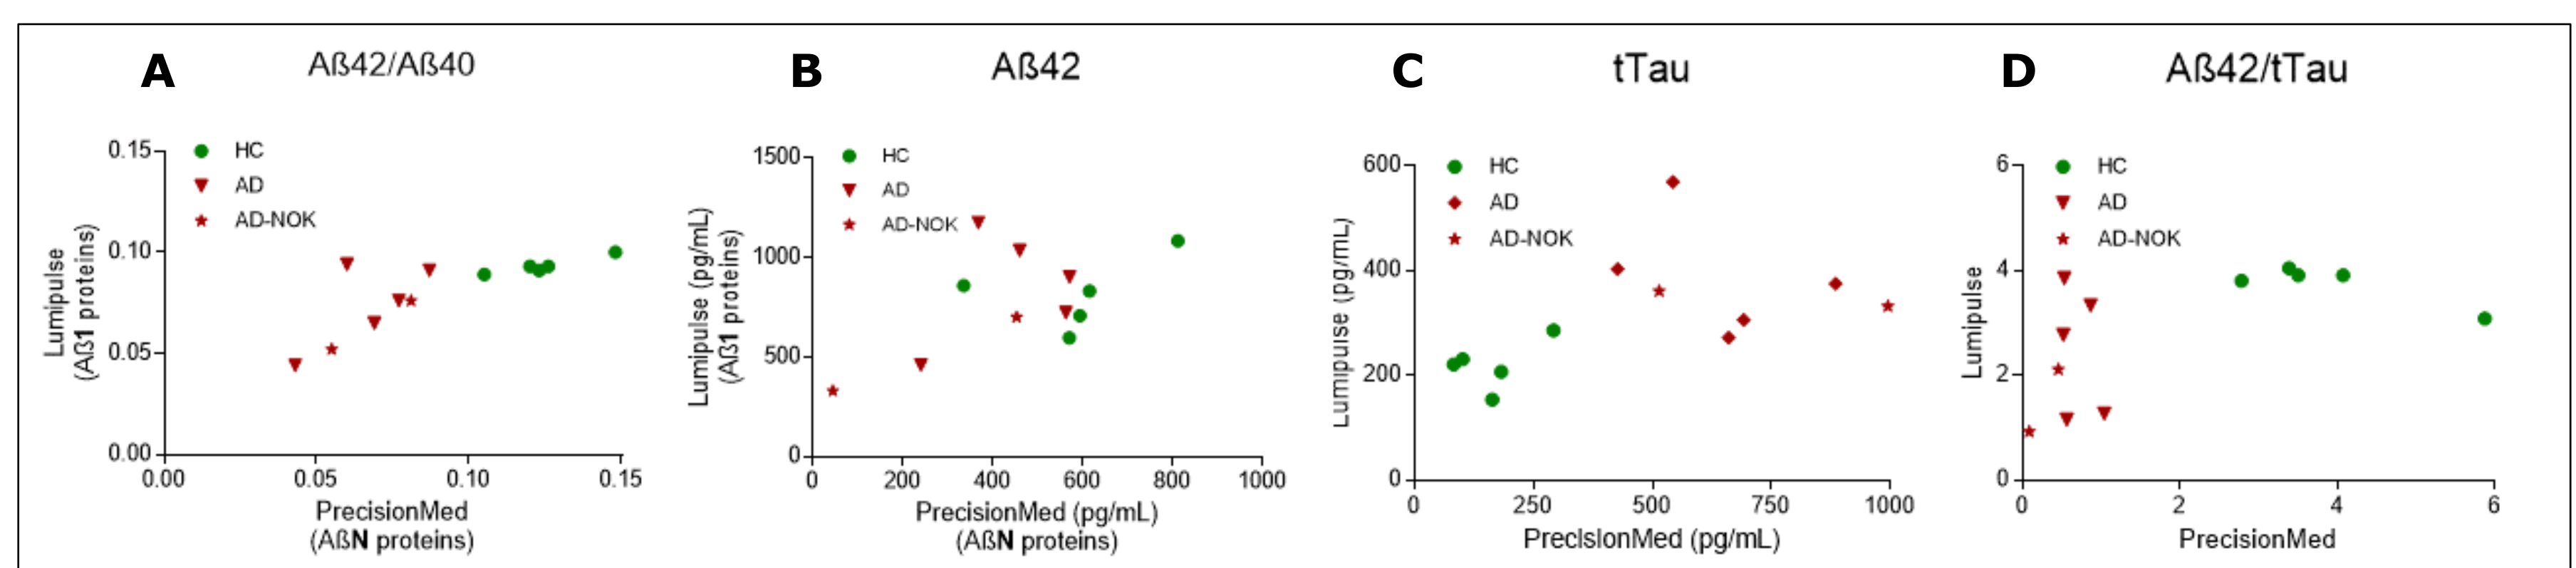 A
Aß42/Aß40
0.15
HC
AD
AD-NOK
0.10
0.05
0.00
Lumipulse
(Aß1 proteins)
0.00
0.05
0.10
0.15
PrecisionMed
(AßN proteins)
B
Aß42
1500
HC
AD
AD-NOK
1000
500
0
Lumipulse (pg/mL)
(Aß1 proteins)
0
200
400
600
800
1000
PrecisionMed (pg/mL)
(AßN proteins)
C
tTau
600
HC
AD
AD-NOK
400
200
0
Lumipulse (pg/mL)
0
250
500
750
1000
PrecisionMed (pg/mL)
D
Aß42/tTau
6
HC
AD
AD-NOK
4
2
0
Lumipulse
0
2
4
6
PrecisionMed